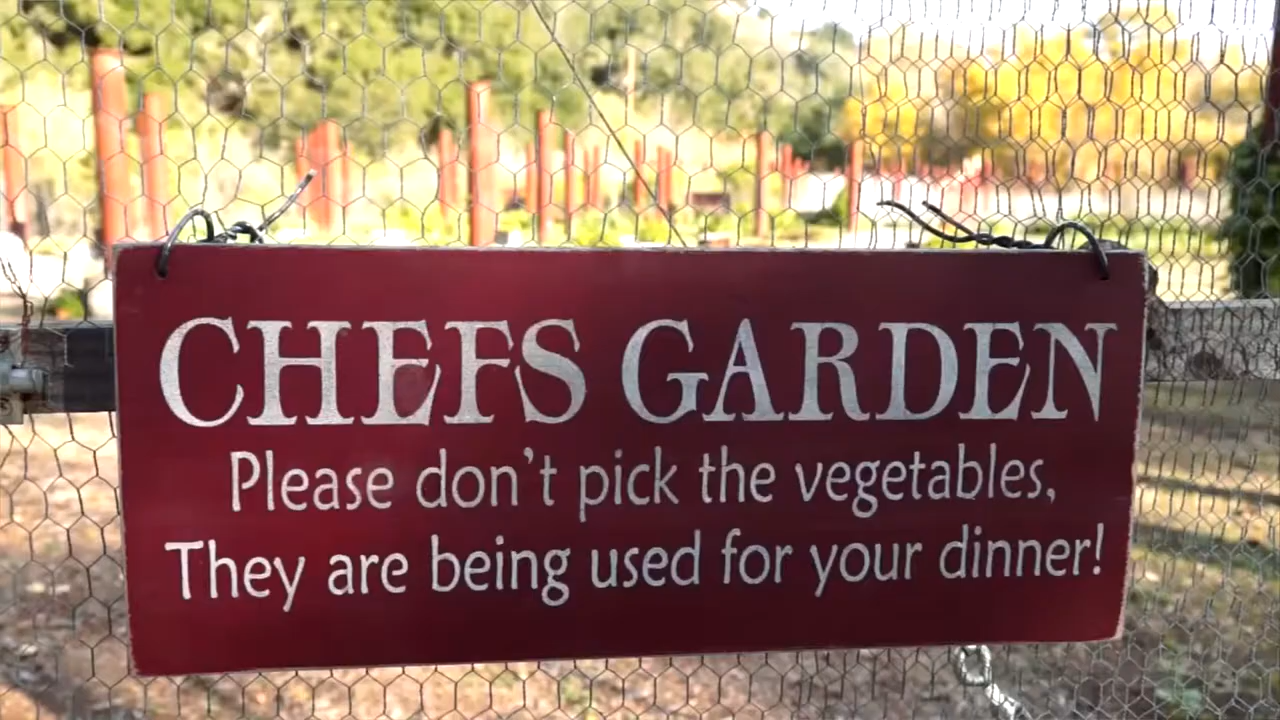 CHEFS GARDEN
Please don't pick the vegetables,
They are being used for your dinner!